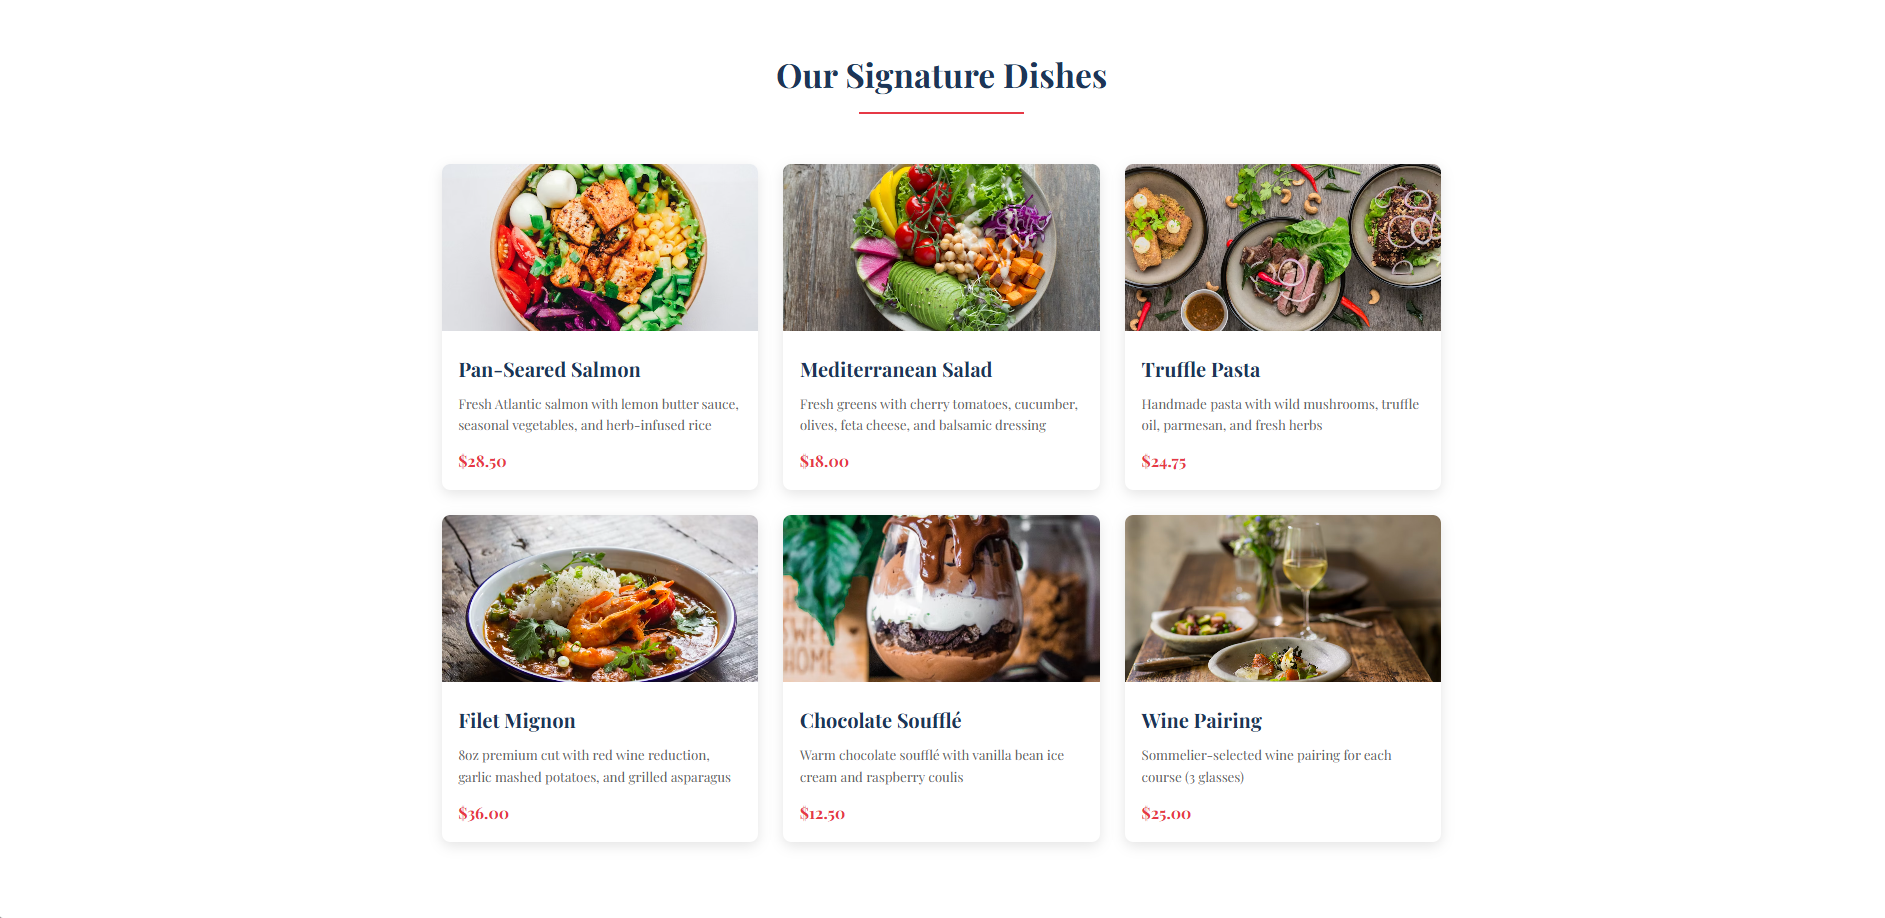 Our Signature Dishes
Pan-Seared Salmon
Fresh Atlantic salmon with lemon butter sauce,
seasonal vegetables, and herb-infused rice
$28.50
Mediterranean Salad
Fresh greens with cherry tomatoes, cucumber,
olives, feta cheese, and balsamic dressing
$18.00
Truffle Pasta
Handmade pasta with wild mushrooms, truffle
oil, parmesan, and fresh herbs
$24.75
SWEET
HOME
Filet Mignon
8oz premium cut with red wine reduction,
garlic mashed potatoes, and grilled asparagus
$36.00
Chocolate Soufflé
Warm chocolate soufflé with vanilla bean ice
cream and raspberry coulis
$12.50
Wine Pairing
Sommelier-selected wine pairing for each
course (3 glasses)
$25.00